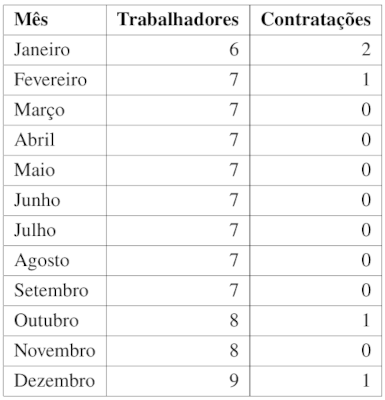 Mês Trabalhadores Contratações
Janeiro 6 2
Fevereiro 7 1
Março 7 0
Abril 7 0
Maio 7 0
Junho 7 0
Julho 7 0
Agosto 7 0
Setembro 7 0
Outubro 8 1
Novembro 8 0
Dezembro 9 1